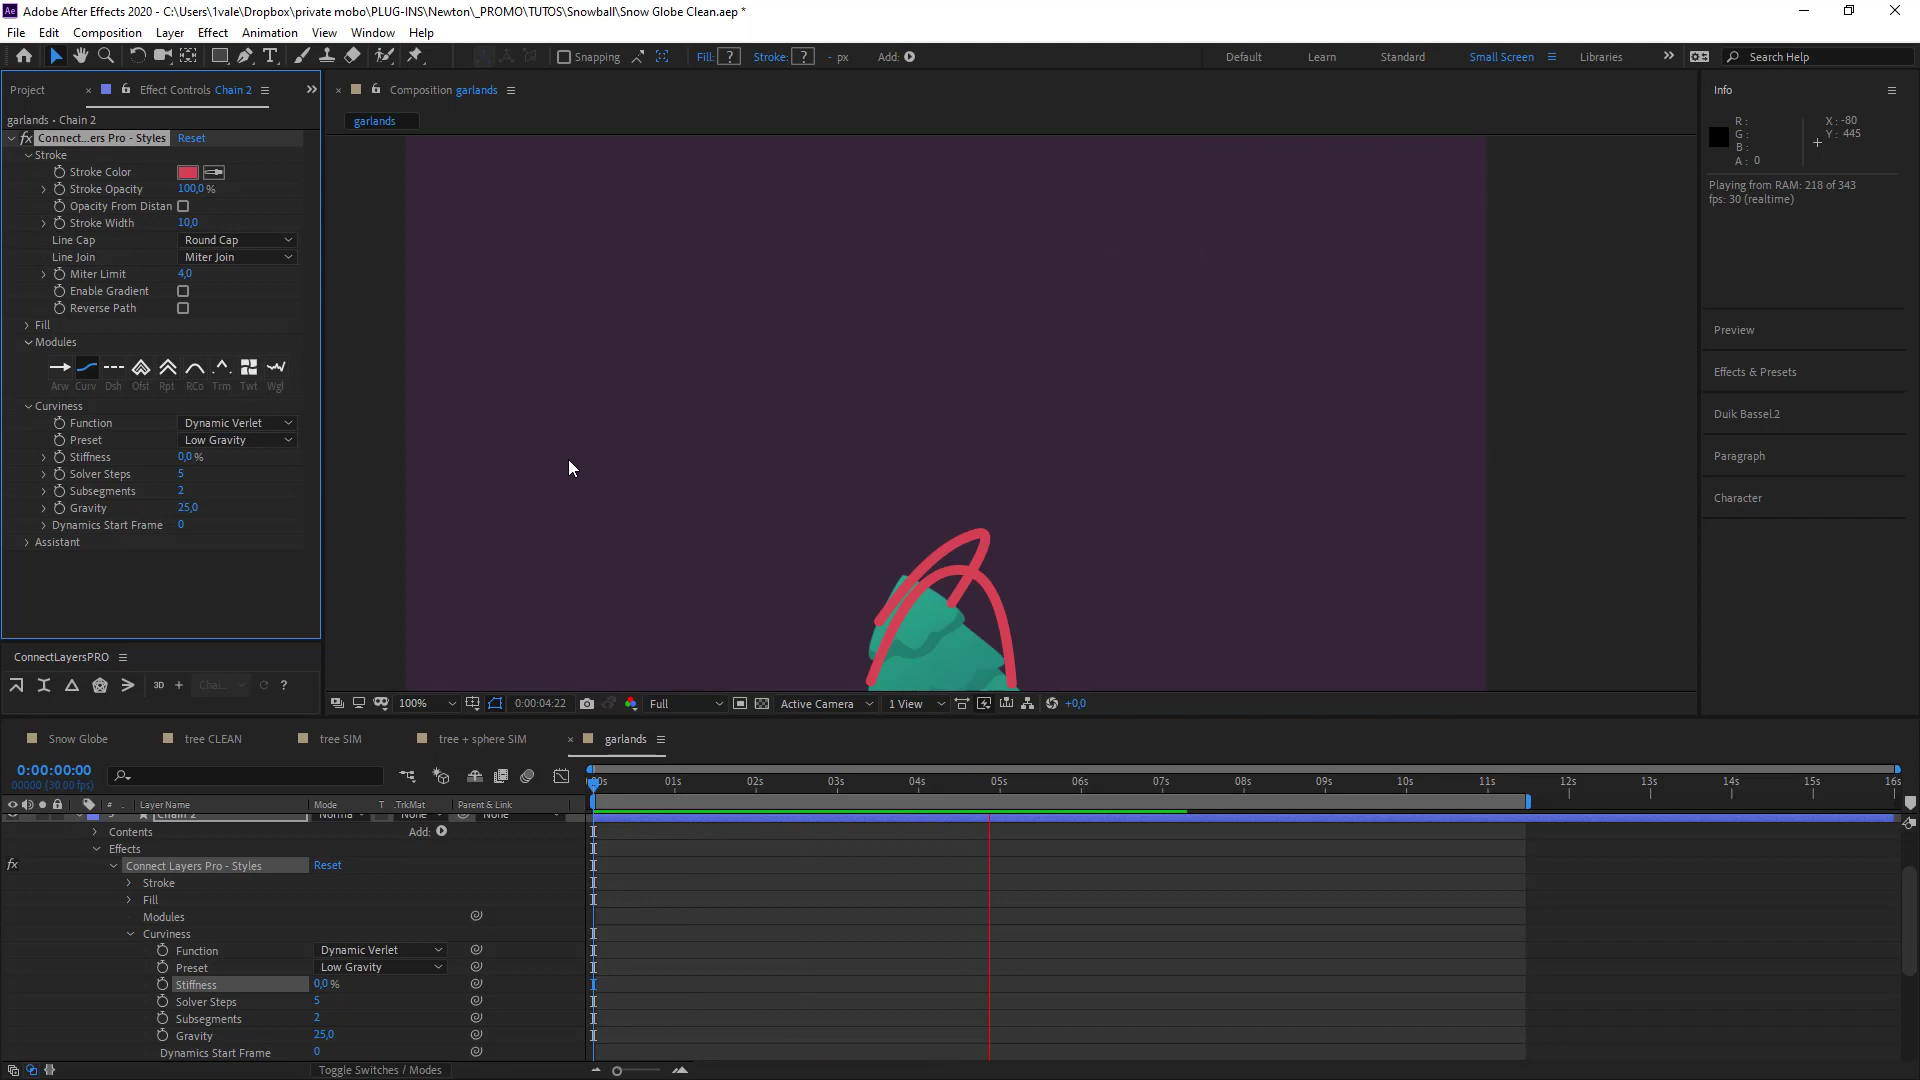 Adobe After Effects 2020 - C:\Users\1vale\Dropbox\private mobo\PLUG-INS\Newton\_PROMO\TUTOS\Snowball\Snow Globe Clean.aep *
File Edit Composition Layer Effect Animation View Window Help
Snapping Fill: ? Stroke: ? - px Add: Default Learn Standard Small Screen Libraries Search Help
Project Effect Controls Chain 2
Composition garlands
Info
garlands • Chain 2
garlands
R: X: -80
G: Y: 445
B:
A: 0
Playing from RAM: 218 of 343
fps: 30 (realtime)
fx Connect...ers Pro - Styles Reset
Stroke
Stroke Color
Stroke Opacity 100,0 %
Opacity From Distan
Stroke Width 10,0
Line Cap Round Cap
Line Join Miter Join
Miter Limit 4,0
Enable Gradient
Reverse Path
Fill
Modules
Arw Curv Dsh Ofst Rpt RCo Trm Twt Wgl
Curviness
Function Dynamic Verlet
Preset Low Gravity
Stiffness 0,0 %
Solver Steps 5
Subsegments 2
Gravity 25,0
Dynamics Start Frame 0
Assistant
Preview
Effects & Presets
Duik Bassel.2
Paragraph
Character
ConnectLayersPRO
3D + Chai... ?
100% 0:00:04:22 Full Active Camera 1 View +0,0
Snow Globe tree CLEAN tree SIM tree + sphere SIM garlands
0:00:00:00
00000 (30.00 fps)
00s 01s 02s 03s 04s 05s 06s 07s 08s 09s 10s 11s 12s 13s 14s 15s 16s
# Layer Name Mode T .TrkMat Parent & Link
Chain 2 None None
Contents Add:
Effects
fx Connect Layers Pro - Styles Reset
Stroke
Fill
Modules
Curviness
Function Dynamic Verlet
Preset Low Gravity
Stiffness 0,0 %
Solver Steps 5
Subsegments 2
Gravity 25,0
Dynamics Start Frame 0
Toggle Switches / Modes